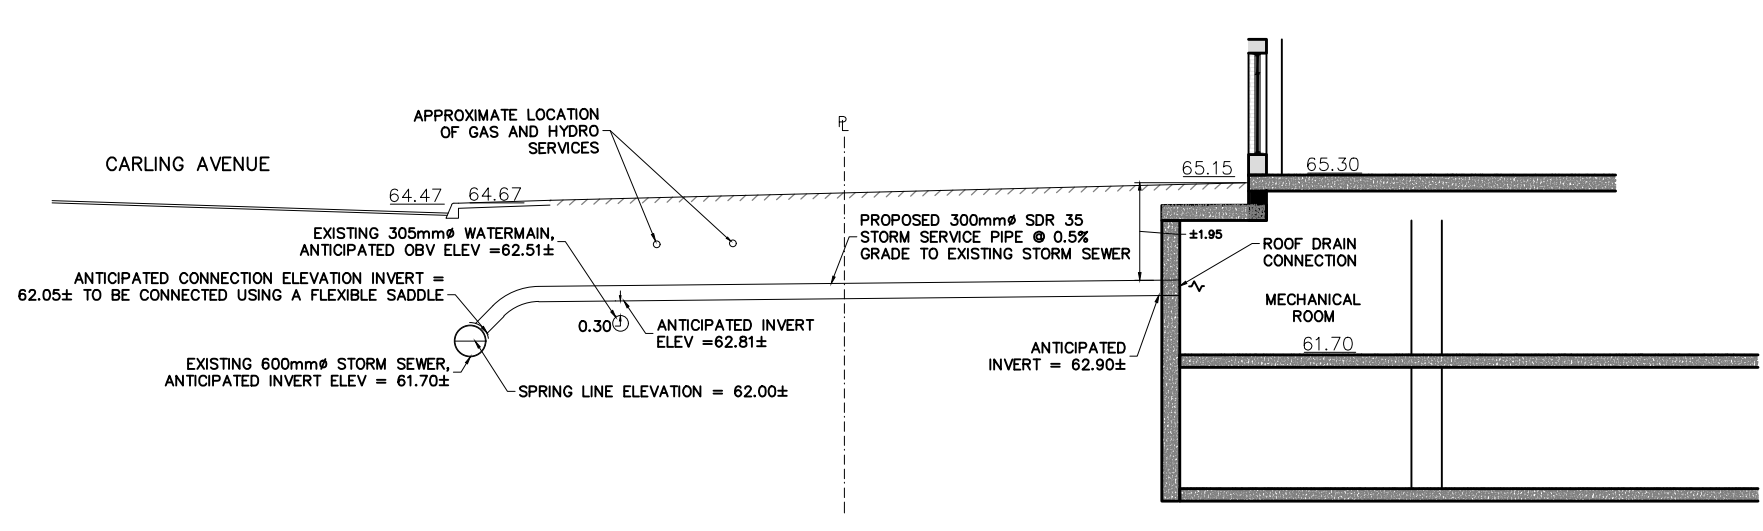 APPROXIMATE LOCATION
OF GAS AND HYDRO
SERVICES
PL
CARLING AVENUE
65.15
65.30
64.47
64.67
EXISTING 305mmø WATERMAIN,
ANTICIPATED OBV ELEV =62.51±
PROPOSED 300mmø SDR 35
STORM SERVICE PIPE @ 0.5%
GRADE TO EXISTING STORM SEWER
±1.95
ROOF DRAIN
CONNECTION
ANTICIPATED CONNECTION ELEVATION INVERT =
62.05± TO BE CONNECTED USING A FLEXIBLE SADDLE
MECHANICAL
ROOM
61.70
0.30
ANTICIPATED INVERT
ELEV =62.81±
ANTICIPATED
INVERT = 62.90±
EXISTING 600mmø STORM SEWER,
ANTICIPATED INVERT ELEV = 61.70±
SPRING LINE ELEVATION = 62.00±